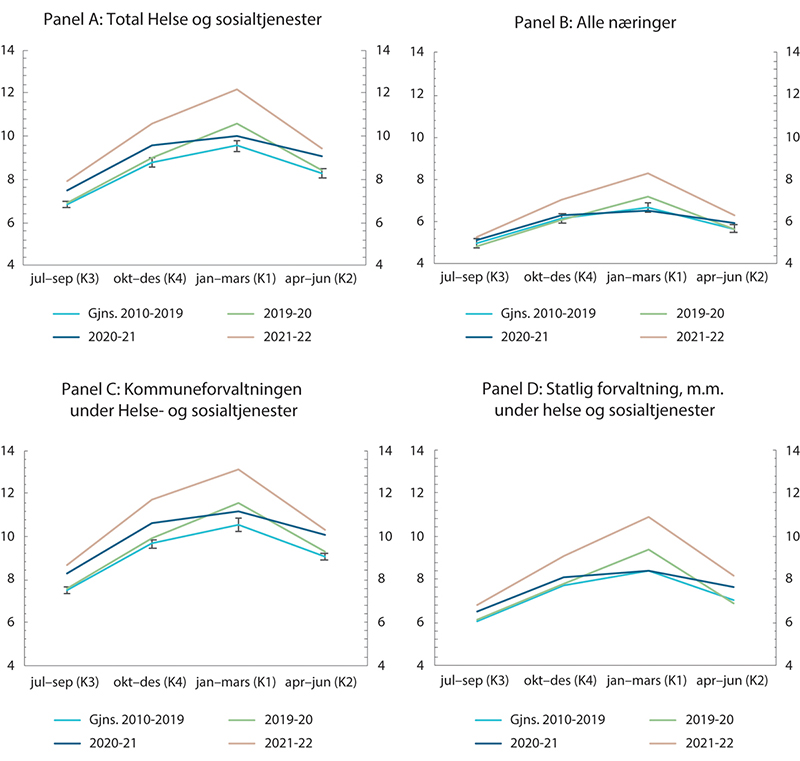 Panel A: Total Helse og sosialtjenester
14 14
12 12
10 10
8 8
6 6
4 4
jul–sep (K3) okt–des (K4) jan–mars (K1) apr–jun (K2)
Gjns. 2010-2019 2019-20
2020-21 2021-22
Panel B: Alle næringer
14 14
12 12
10 10
8 8
6 6
4 4
jul–sep (K3) okt–des (K4) jan–mars (K1) apr–jun (K2)
Gjns. 2010-2019 2019-20
2020-21 2021-22
Panel C: Kommuneforvaltningen
under Helse- og sosialtjenester
14 14
12 12
10 10
8 8
6 6
4 4
jul–sep (K3) okt–des (K4) jan–mars (K1) apr–jun (K2)
Gjns. 2010-2019 2019-20
2020-21 2021-22
Panel D: Statlig forvaltning, m.m.
under helse og sosialtjenester
14 14
12 12
10 10
8 8
6 6
4 4
jul–sep (K3) okt–des (K4) jan–mars (K1) apr–jun (K2)
Gjns. 2010-2019 2019-20
2020-21 2021-22